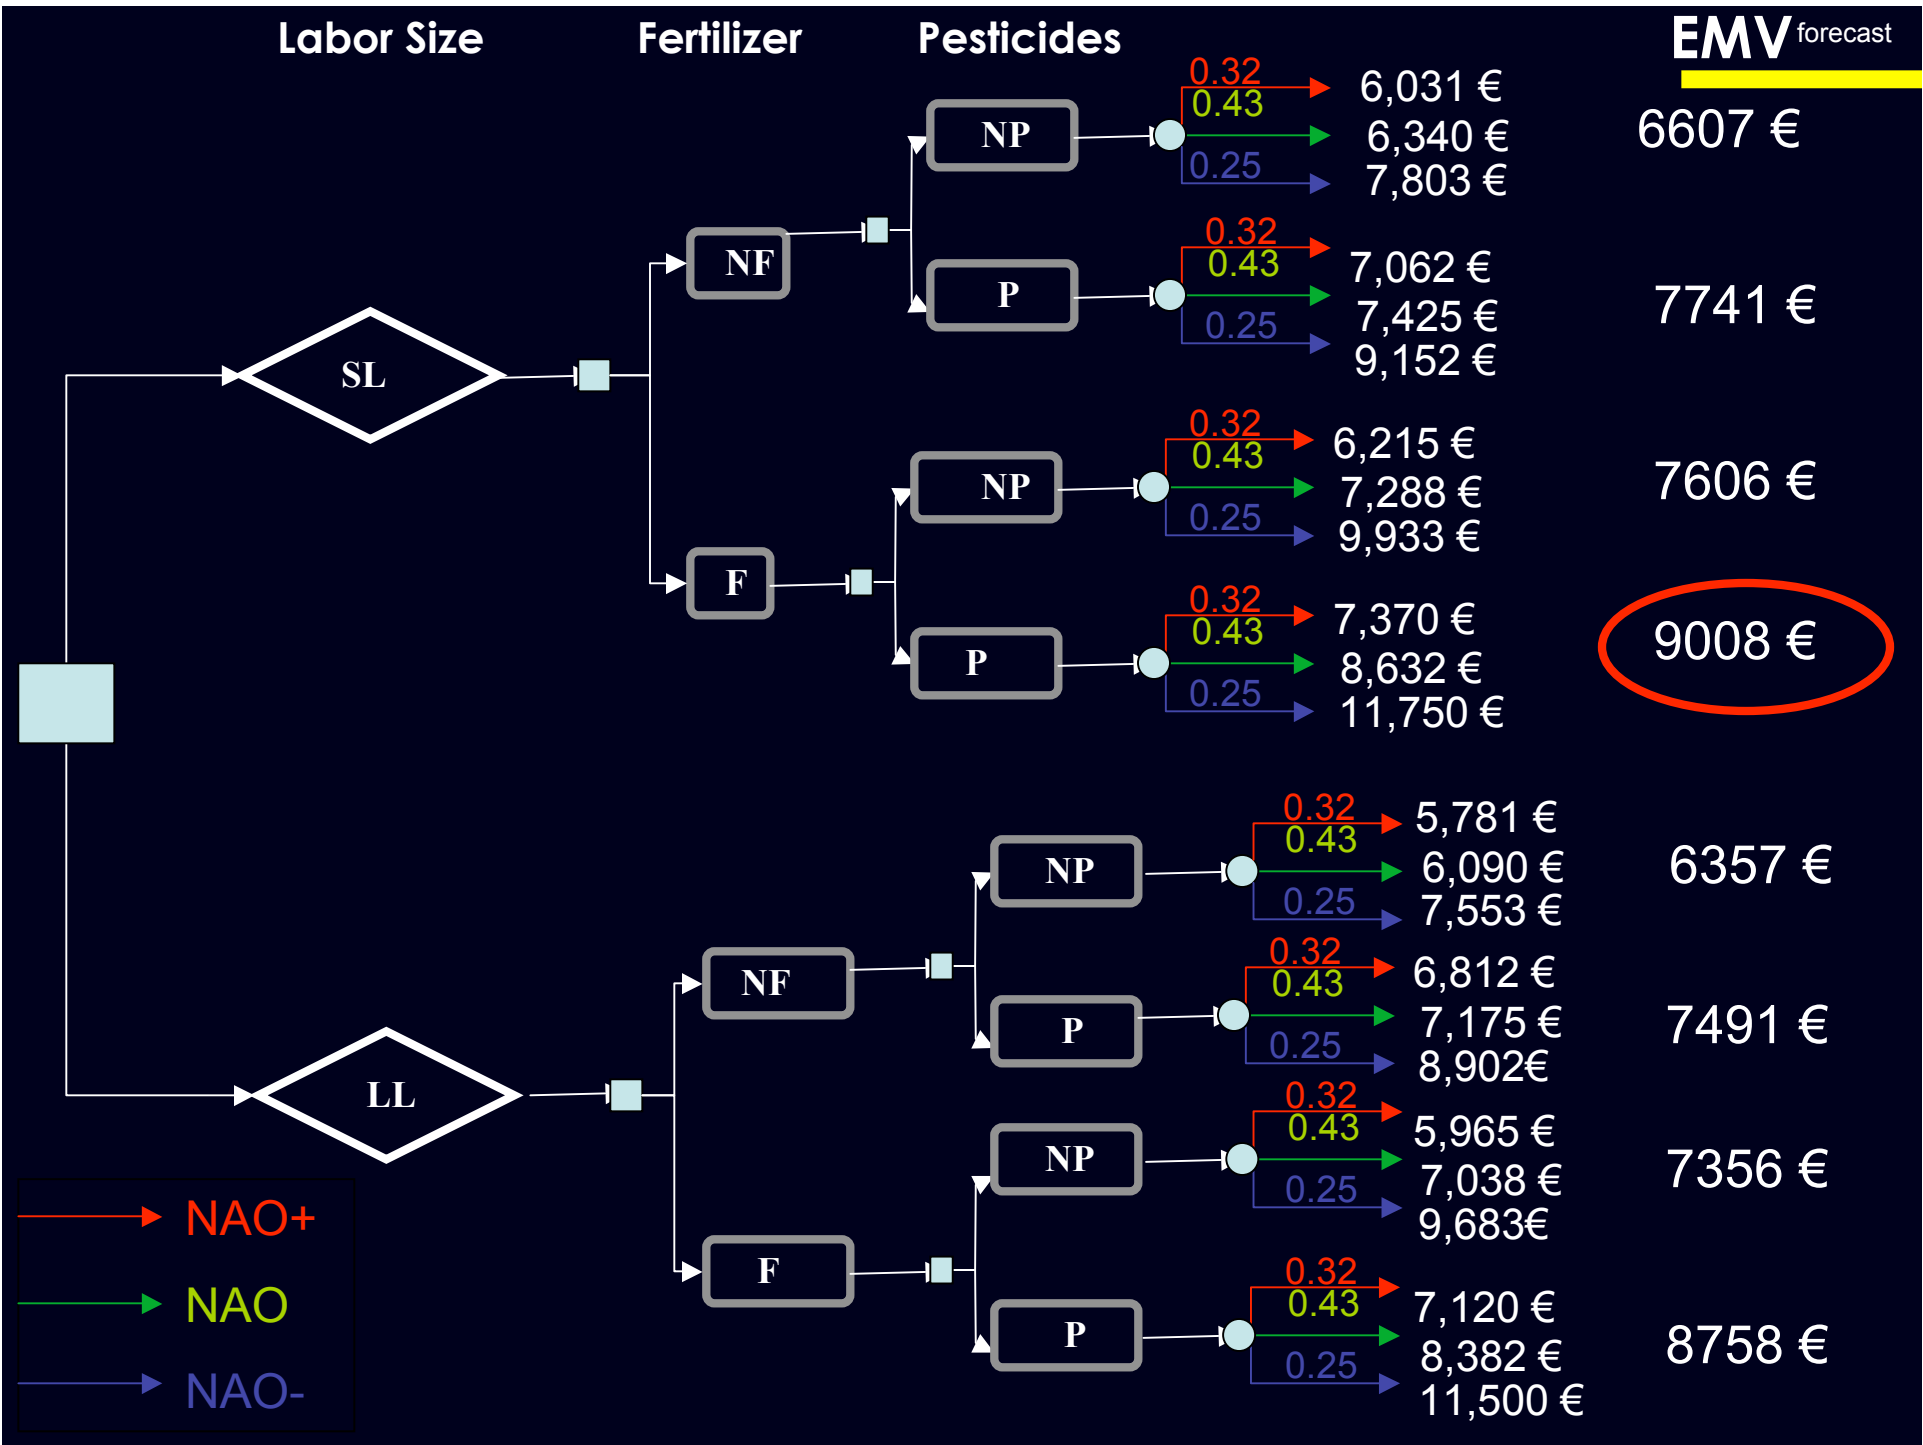 Labor Size Fertilizer Pesticides EMV forecast
0.32 6,031 €
0.43
NP 6,340 € 6607 €
0.25 7,803 €
NF
0.32
0.43 7,062 €
P 7,425 € 7741 €
0.25 9,152 €
SL
0.32 6,215 €
0.43
NP 7,288 € 7606 €
0.25 9,933 €
F
0.32 7,370 €
0.43
P 8,632 € 9008 €
0.25 11,750 €
0.32 5,781 €
0.43
NP 6,090 € 6357 €
0.25 7,553 €
NF
0.32 6,812 €
0.43
P 7,175 € 7491 €
0.25 8,902€
LL
0.32
0.43 5,965 €
NP 7,038 € 7356 €
0.25 9,683€
F
0.32
0.43 7,120 €
P 8,382 € 8758 €
0.25 11,500 €
NAO+
NAO
NAO-